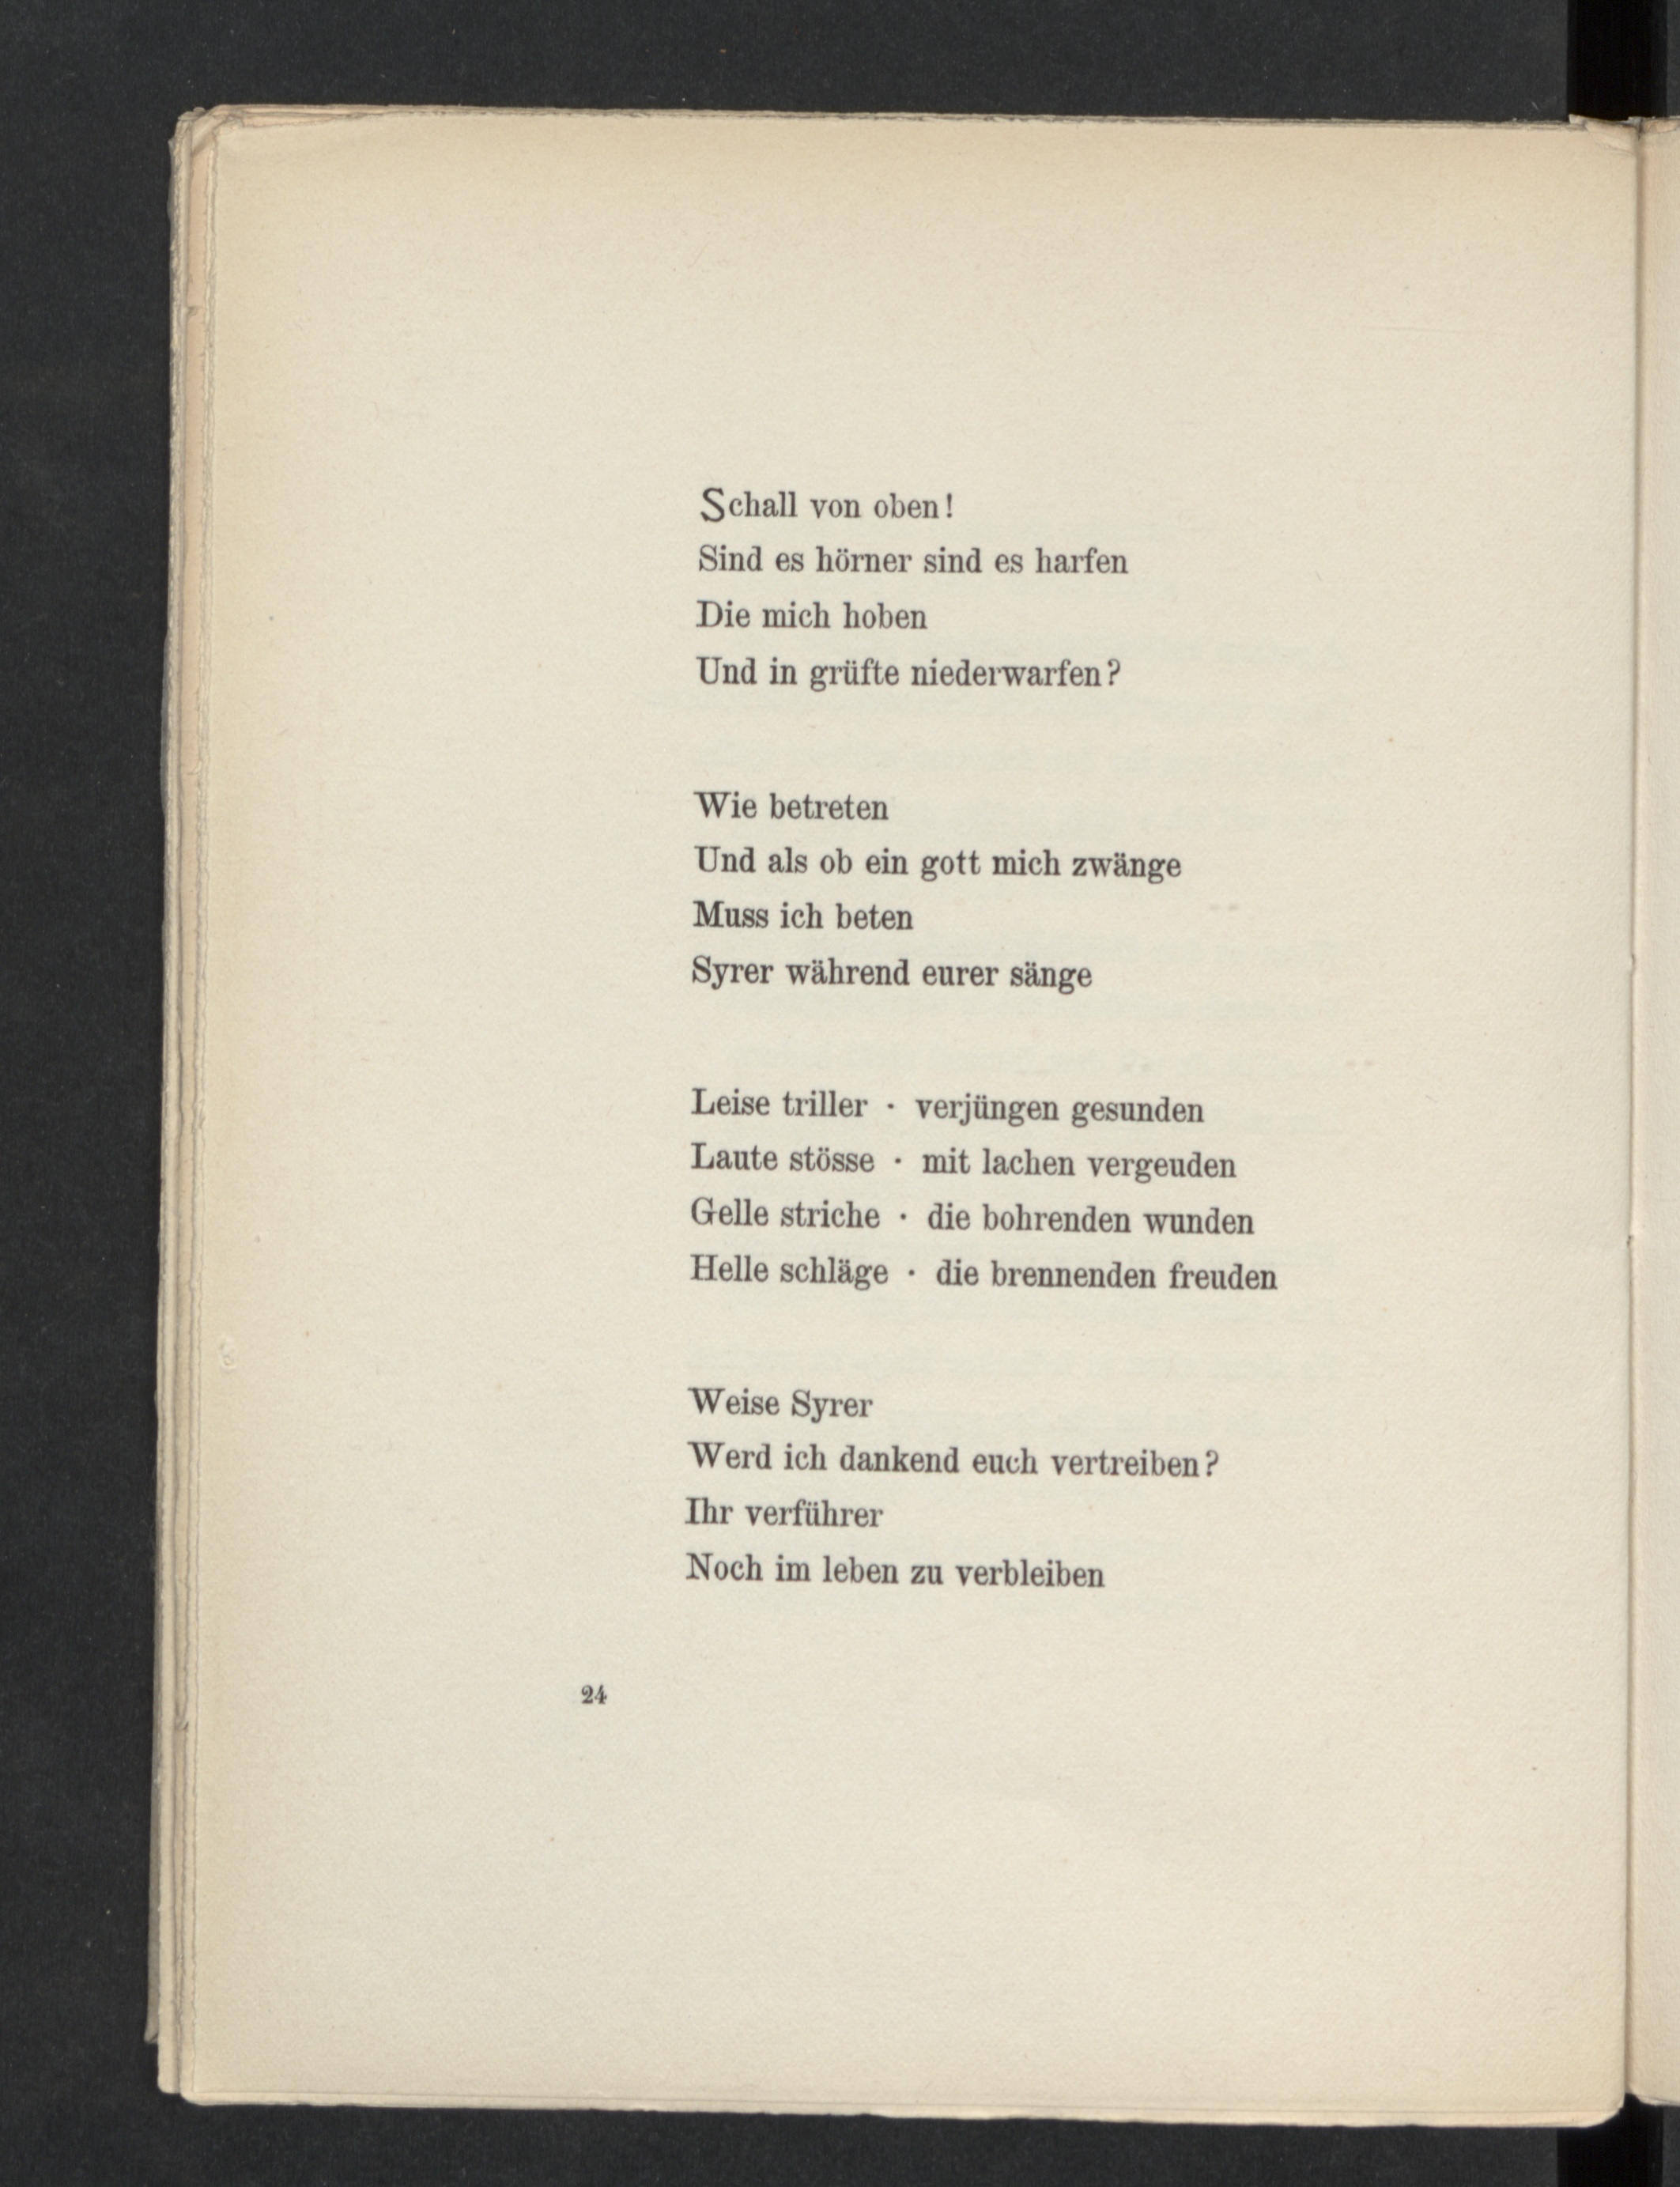 Schall von oben!
Sind es hörner sind es harfen
Die mich hoben
Und in grüfte niederwarfen?
Wie betreten
Und als ob ein gott mich zwänge
Muss ich beten
Syrer während eurer sänge
Leise triller · verjüngen gesunden
Laute stösse · mit lachen vergeuden
Gelle striche · die bohrenden wunden
Helle schläge · die brennenden freuden
Weise Syrer
Werd ich dankend euch vertreiben?
Ihr verführer
Noch im leben zu verbleiben
24